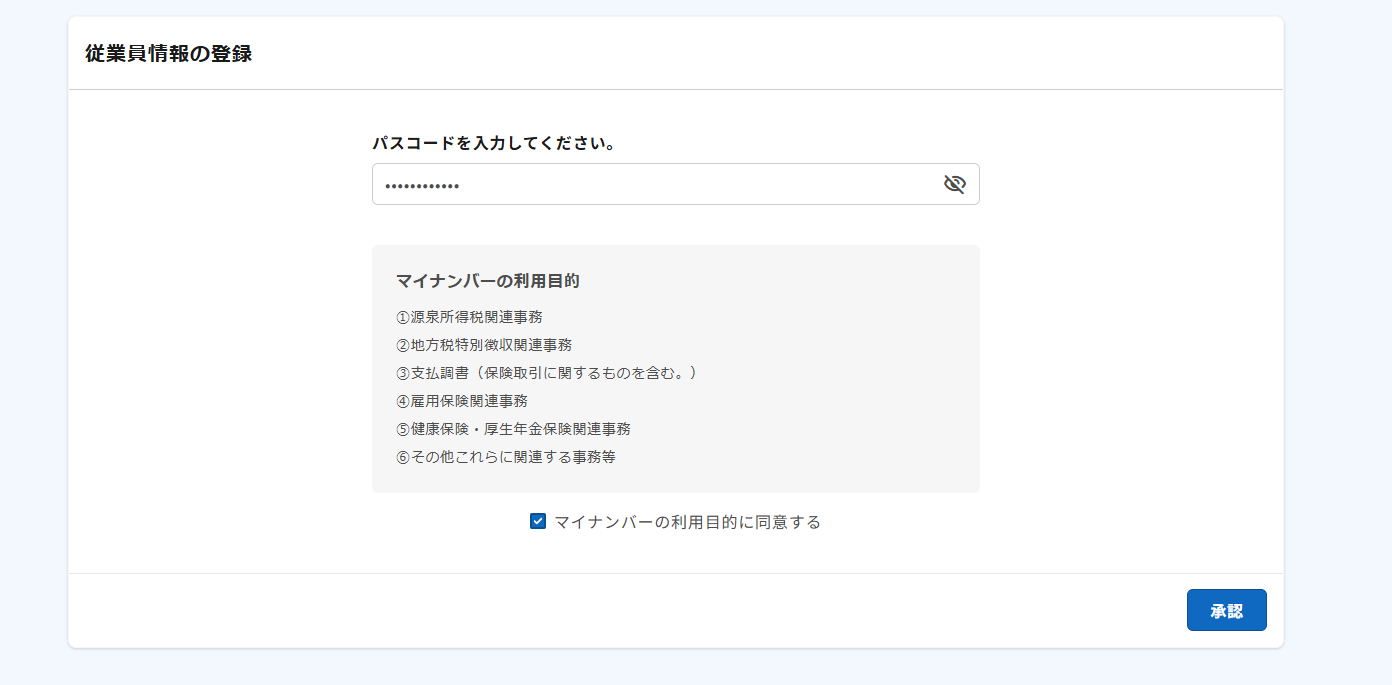 従業員情報の登録
パスコードを入力してください。
••••••••••••
マイナンバーの利用目的
①源泉所得税関連事務
②地方税特別徴収関連事務
③支払調書（保険取引に関するものを含む。）
④雇用保険関連事務
⑤健康保険・厚生年金保険関連事務
⑥その他これらに関連する事務等
マイナンバーの利用目的に同意する
承認